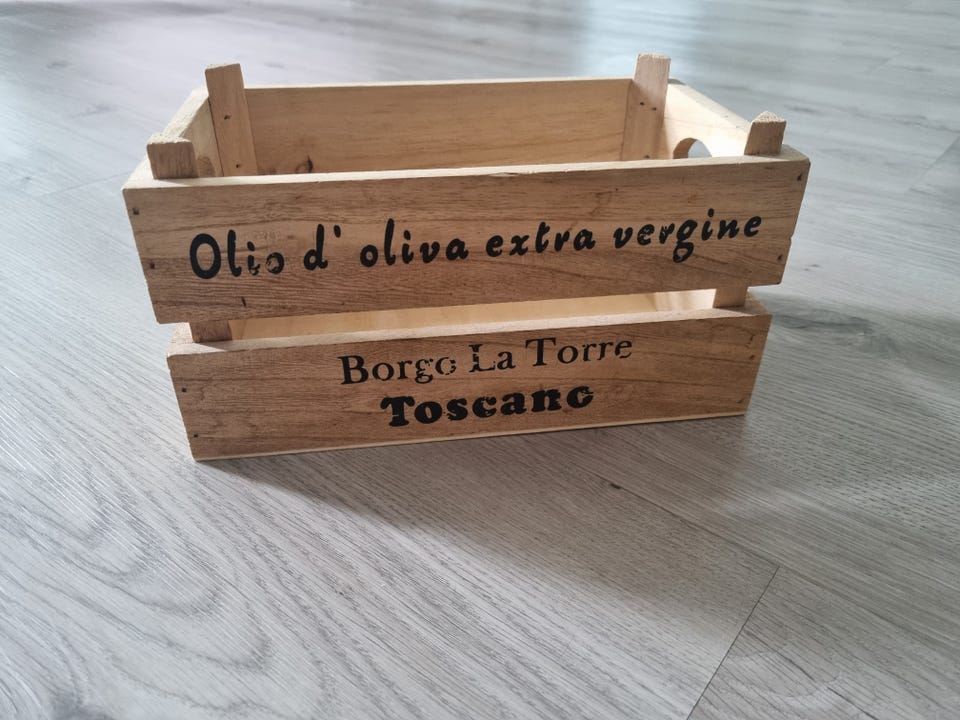 Olio d' oliva extra vergine
Borgo La Torre
Toscano